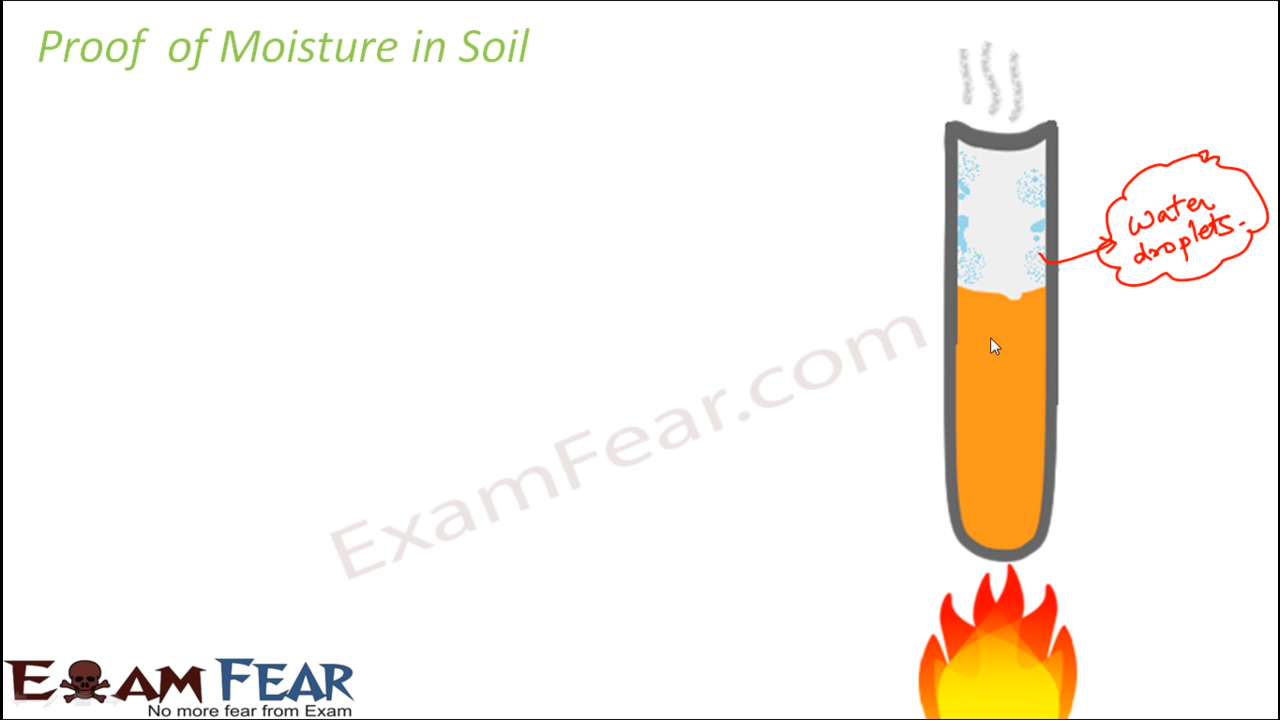 Proof of Moisture in Soil
Water
droplets.
ExamFear.com
EXAM FEAR
No more fear from Exam